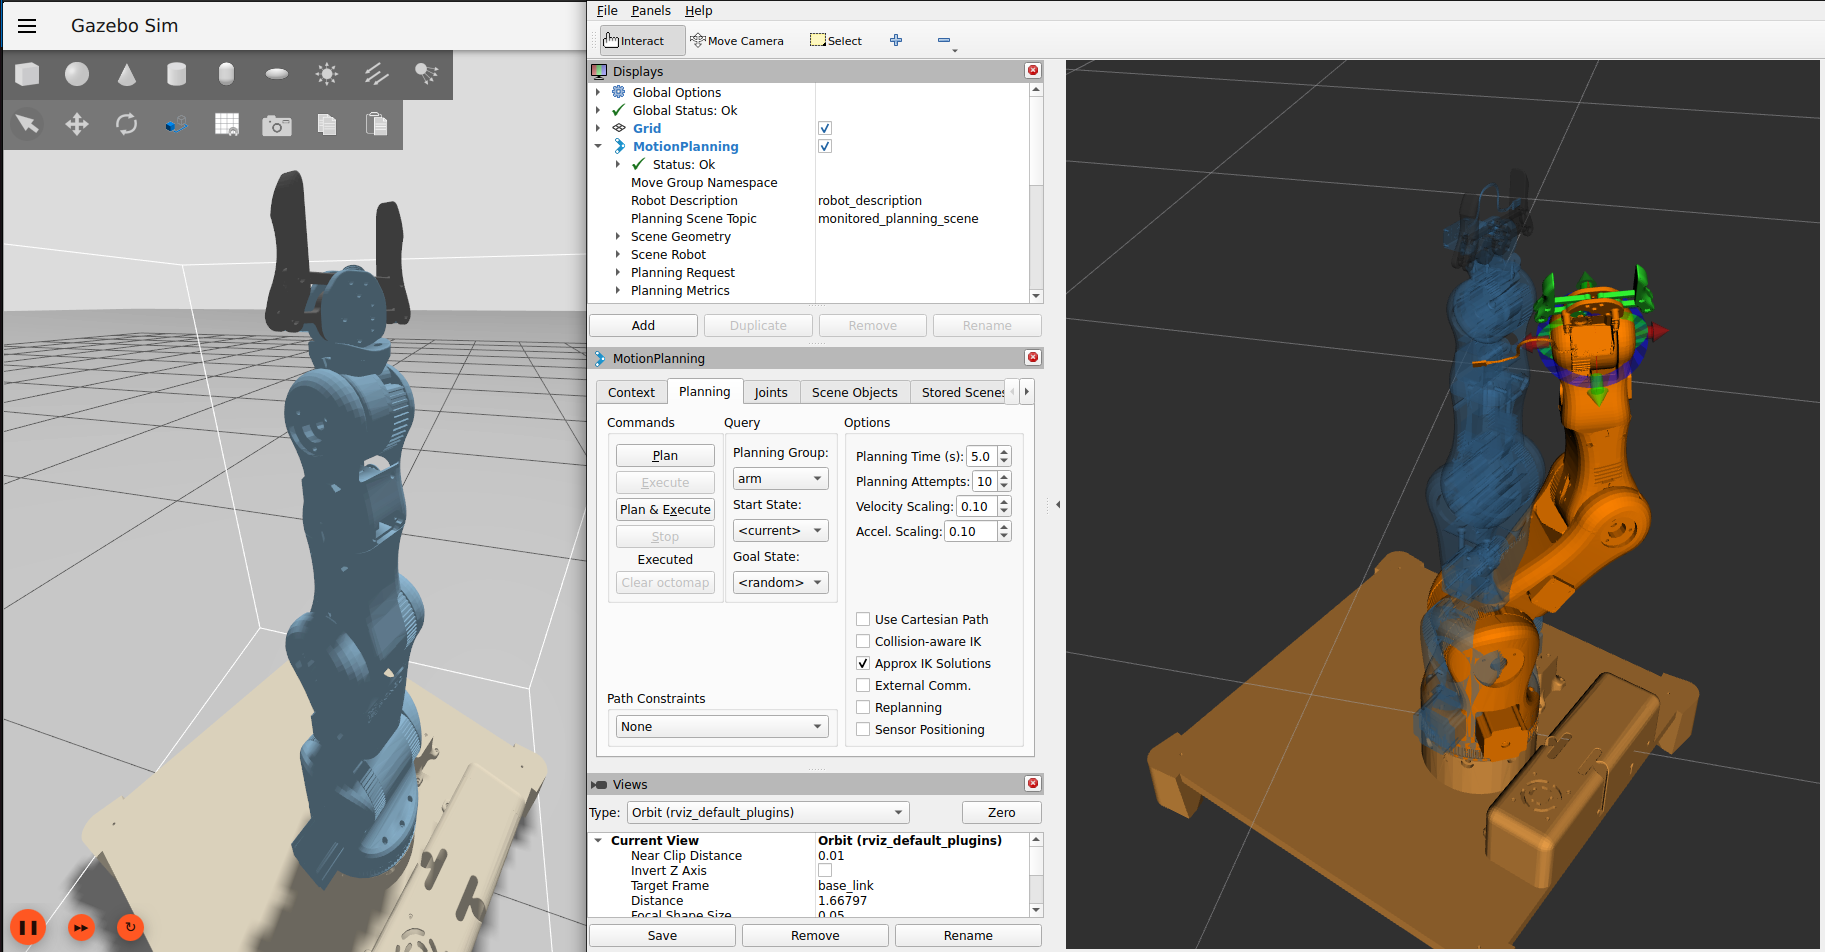 Gazebo Sim
File Panels Help
Interact Move Camera Select
Displays
Global Options
Global Status: Ok
Grid
MotionPlanning
Status: Ok
Move Group Namespace
Robot Description robot_description
Planning Scene Topic monitored_planning_scene
Scene Geometry
Scene Robot
Planning Request
Planning Metrics
Add Duplicate Remove Rename
MotionPlanning
Context Planning Joints Scene Objects Stored Scenes
Commands Query Options
Plan
Execute
Plan & Execute
Stop
Executed
Clear octomap
Planning Group:
arm
Start State:
<current>
Goal State:
<random>
Planning Time (s): 5.0
Planning Attempts: 10
Velocity Scaling: 0.10
Accel. Scaling: 0.10
Use Cartesian Path
Collision-aware IK
Approx IK Solutions
External Comm.
Replanning
Sensor Positioning
Path Constraints
None
Views
Type: Orbit (rviz_default_plugins) Zero
Current View Orbit (rviz_default_plugins)
Near Clip Distance 0.01
Invert Z Axis
Target Frame base_link
Distance 1.66797
Focal Shape Size 0.05
Save Remove Rename